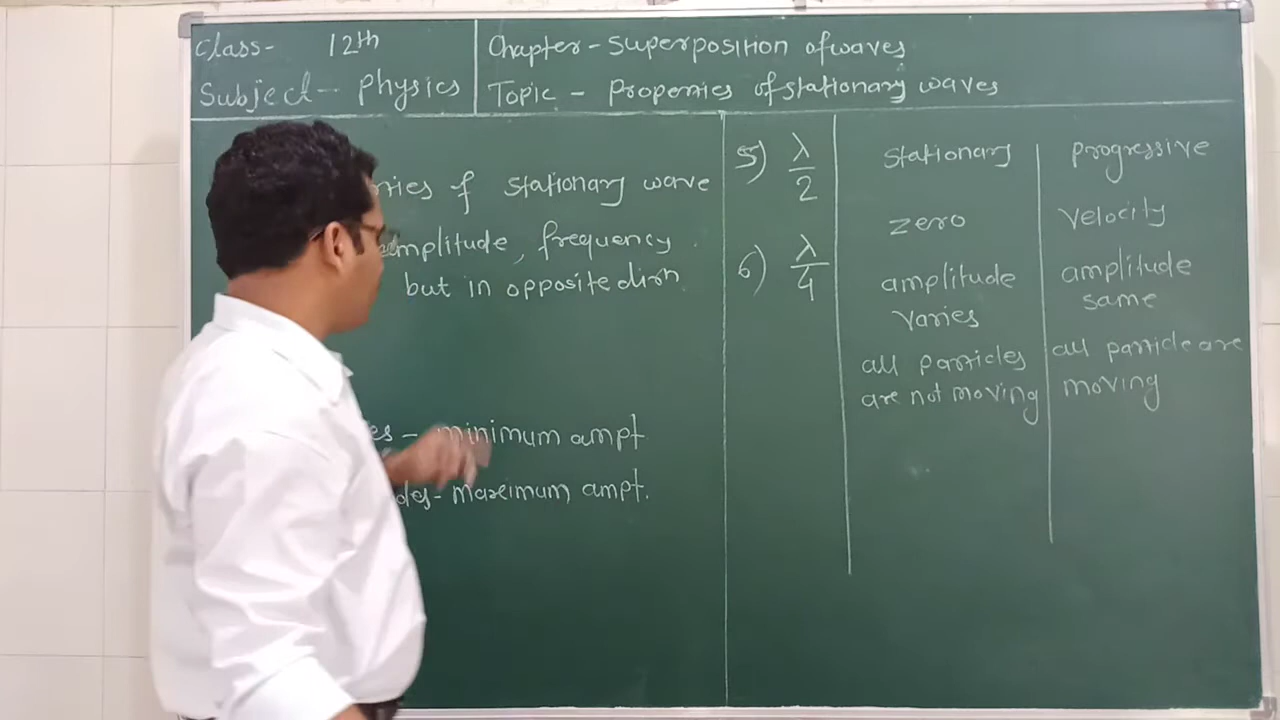 Class- 12th
Subject- Physics
Chapter - Superposition of waves
Topic - Properties of stationary waves
rties of stationary wave
amplitude, frequency
but in opposite dirn.
es - minimum ampt
des - maximum ampt.
5) λ/2
6) λ/4
Stationary
zero
amplitude
varies
all particles
are not moving
progressive
velocity
amplitude
same
all particle are
moving